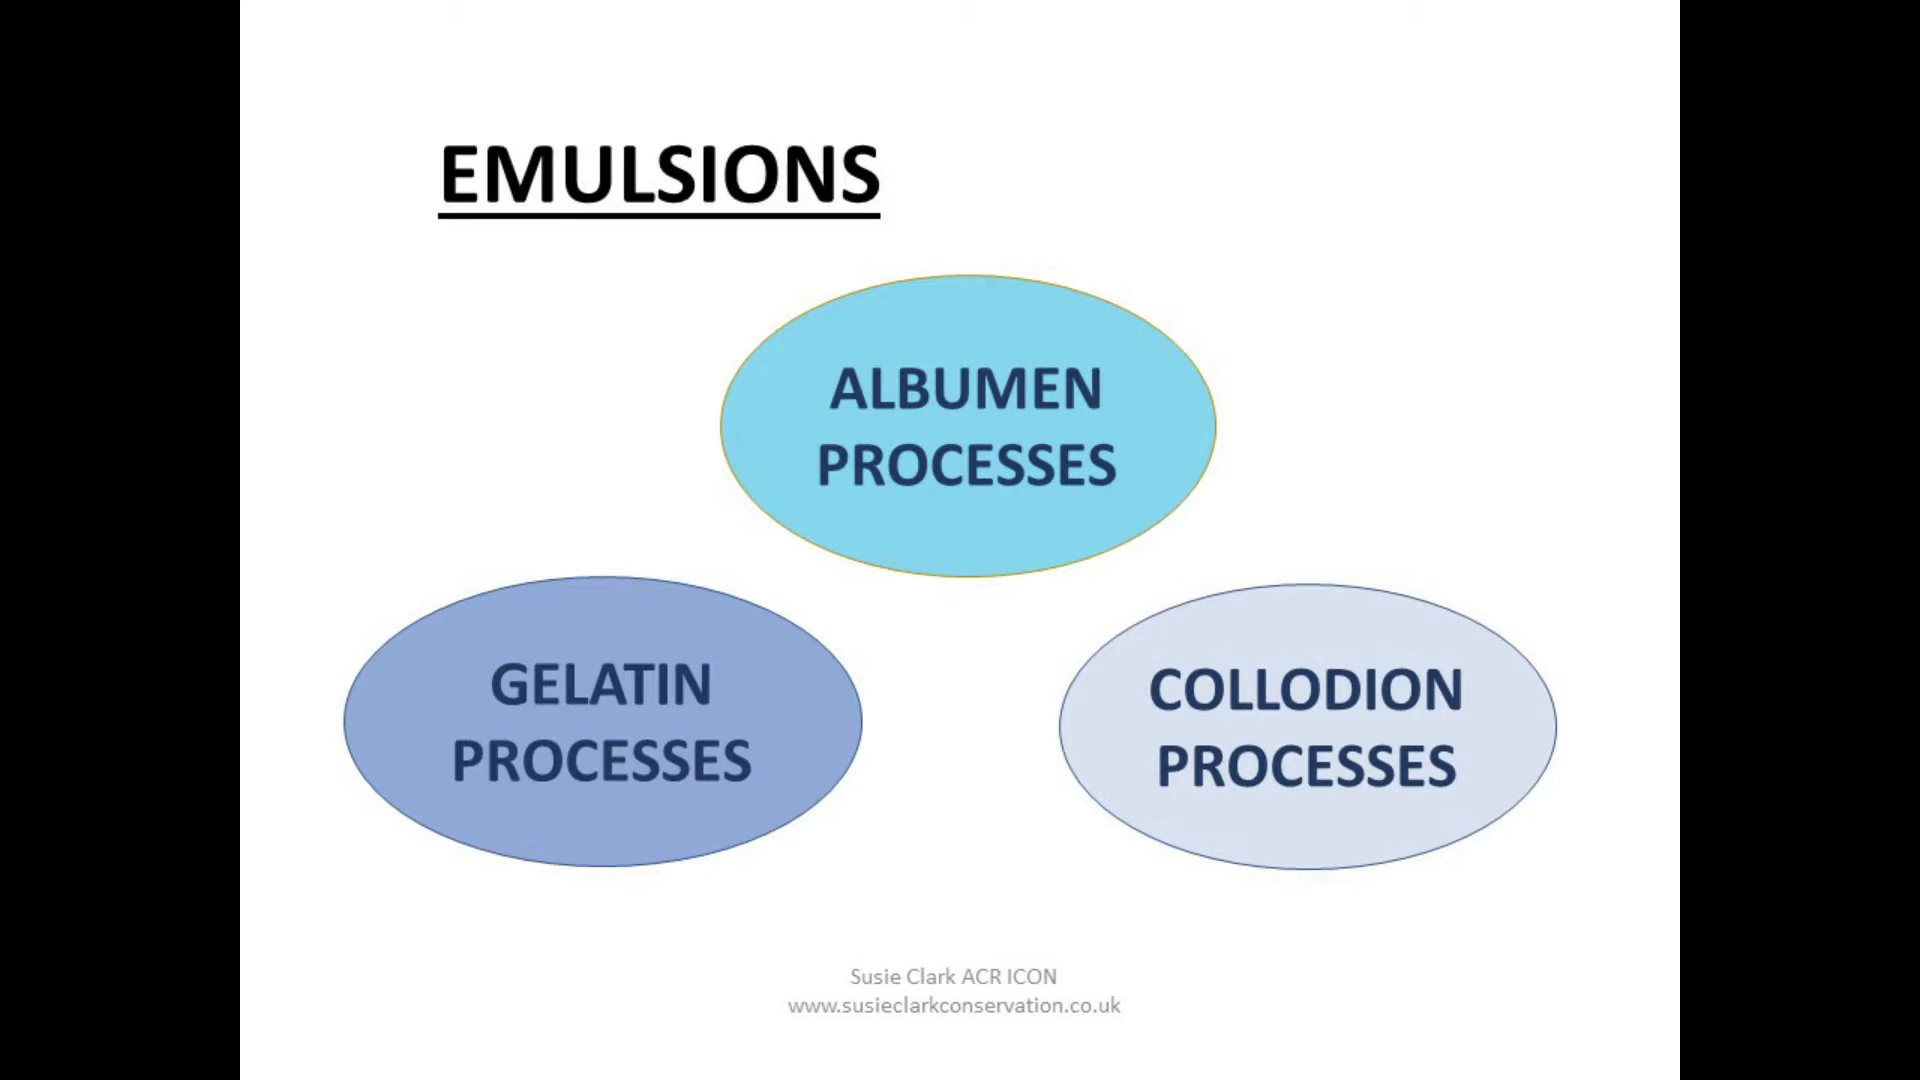 EMULSIONS
ALBUMEN
PROCESSES
GELATIN
PROCESSES
COLLODION
PROCESSES
Susie Clark ACR ICON
www.susieclarkconservation.co.uk